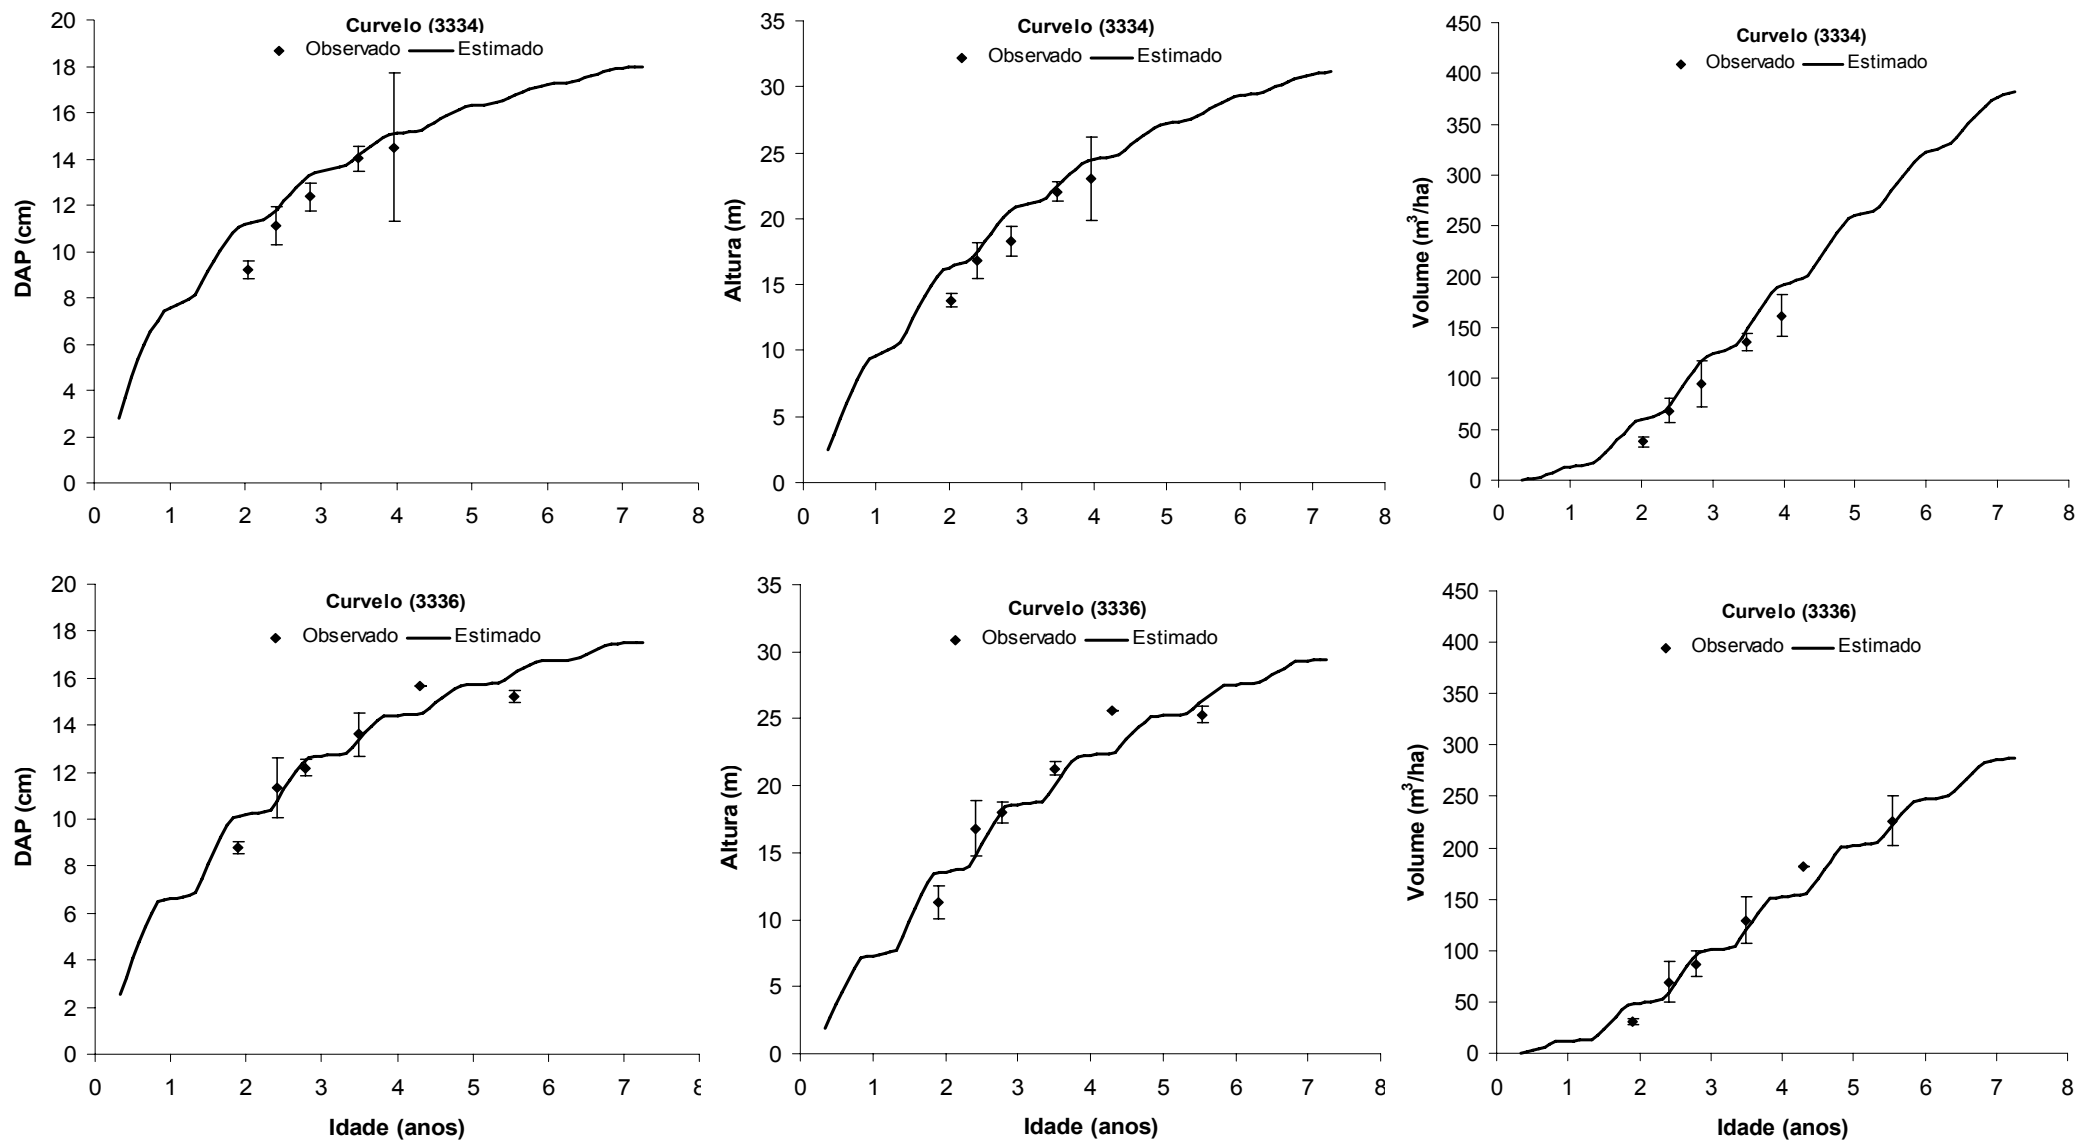 Curvelo (3334)
Observado Estimado
DAP (cm)
20
18
16
14
12
10
8
6
4
2
0
0 1 2 3 4 5 6 7 8
Curvelo (3334)
Observado Estimado
Altura (m)
35
30
25
20
15
10
5
0
0 1 2 3 4 5 6 7 8
Curvelo (3334)
Observado Estimado
Volume (m³/ha)
450
400
350
300
250
200
150
100
50
0
0 1 2 3 4 5 6 7 8
Curvelo (3336)
Observado Estimado
DAP (cm)
20
18
16
14
12
10
8
6
4
2
0
0 1 2 3 4 5 6 7 8
Idade (anos)
Curvelo (3336)
Observado Estimado
Altura (m)
35
30
25
20
15
10
5
0
0 1 2 3 4 5 6 7 8
Idade (anos)
Curvelo (3336)
Observado Estimado
Volume (m³/ha)
450
400
350
300
250
200
150
100
50
0
0 1 2 3 4 5 6 7 8
Idade (anos)